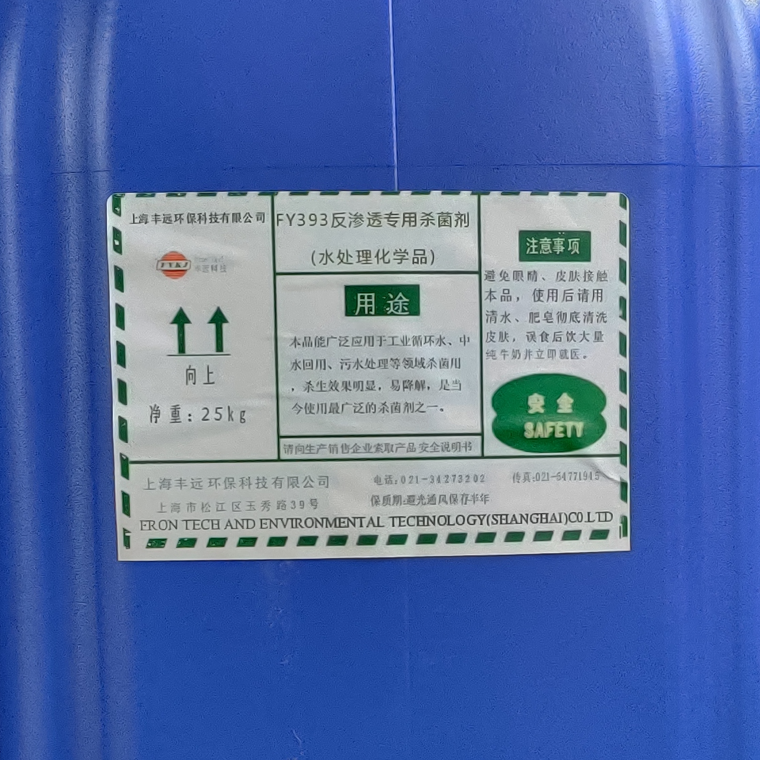 上海丰远环保科技有限公司
FY393反渗透专用杀菌剂
(水处理化学品)
注意事项
避免眼睛、皮肤接触
本品，使用后请用
清水、肥皂彻底清洗
皮肤，误食后饮大量
纯牛奶并立即就医。
用途
本品能广泛应用于工业循环水、中
水回用、污水处理等领域杀菌用
，杀生效果明显，易降解，是当
今使用最广泛的杀菌剂之一。
向上
净重:25kg
安全
SAFETY
请向生产销售企业索取产品安全说明书
上海丰远环保科技有限公司
电话:021-34273202
传真:021-64771945
上海市松江区玉秀路39号
保质期:避光通风保存半年
FRON TECH AND ENVIRONMENTAL TECHNOLOGY(SHANGHAI)CO.LTD